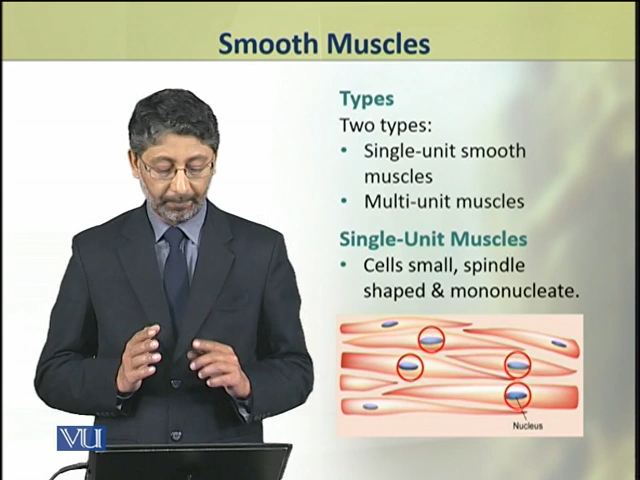 Smooth Muscles
Types
Two types:
• Single-unit smooth
muscles
• Multi-unit muscles
Single-Unit Muscles
• Cells small, spindle
shaped & mononucleate.
Nucleus
VU